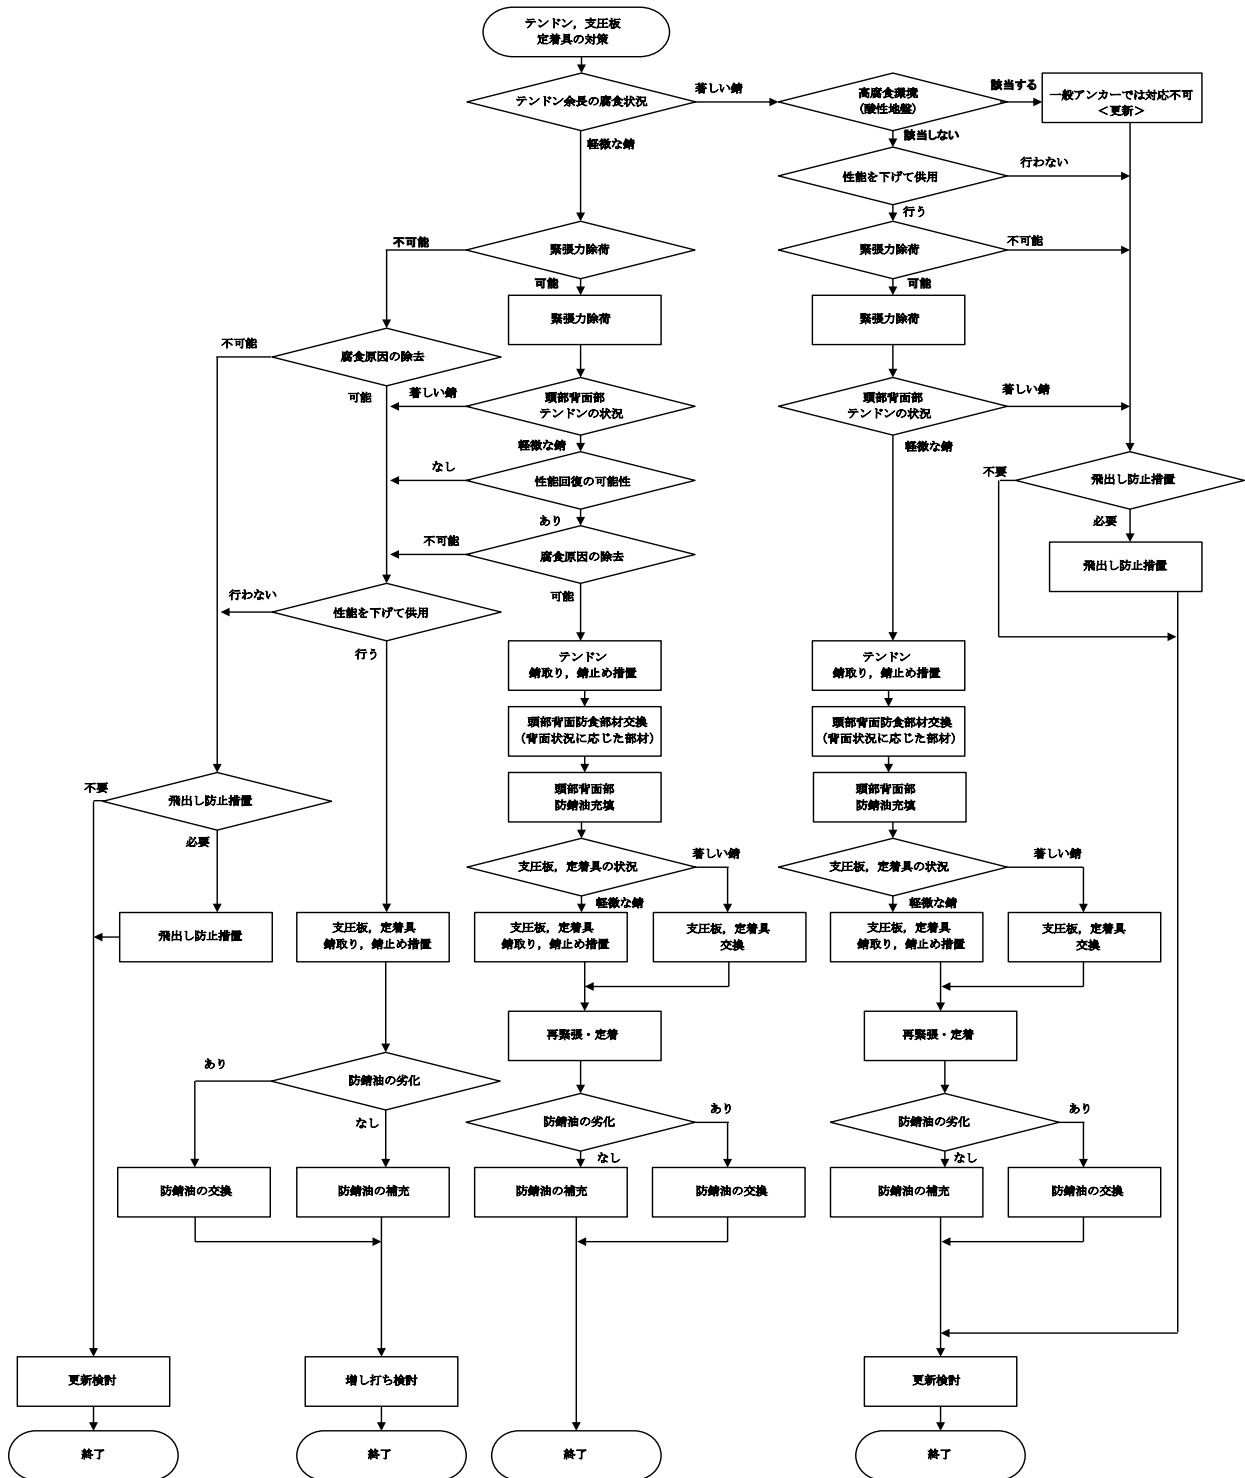 テンドン，支圧板
定着具の対策
テンドン余長の腐食状況
著しい錆
高腐食環境
(酸性地盤)
該当する
一般アンカーでは対応不可
＜更新＞
軽微な錆
該当しない
性能を下げて供用
行わない
行う
不可能
緊張力除荷
緊張力除荷
不可能
可能
可能
緊張力除荷
緊張力除荷
不可能
腐食原因の除去
可能
著しい錆
頭部背面部
テンドンの状況
頭部背面部
テンドンの状況
著しい錆
軽微な錆
軽微な錆
なし
性能回復の可能性
不要
飛出し防止措置
あり
必要
不可能
腐食原因の除去
飛出し防止措置
可能
行わない
性能を下げて供用
行う
テンドン
錆取り，錆止め措置
テンドン
錆取り，錆止め措置
頭部背面防食部材交換
（背面状況に応じた部材）
頭部背面防食部材交換
（背面状況に応じた部材）
頭部背面部
防錆油充填
頭部背面部
防錆油充填
不要
飛出し防止措置
必要
支圧板，定着具の状況
著しい錆
支圧板，定着具の状況
著しい錆
軽微な錆
軽微な錆
飛出し防止措置
支圧板，定着具
錆取り，錆止め措置
支圧板，定着具
錆取り，錆止め措置
支圧板，定着具
交換
支圧板，定着具
錆取り，錆止め措置
支圧板，定着具
交換
再緊張・定着
再緊張・定着
あり
防錆油の劣化
なし
防錆油の劣化
あり
防錆油の劣化
あり
なし
なし
防錆油の交換
防錆油の補充
防錆油の補充
防錆油の交換
防錆油の補充
防錆油の交換
更新検討
増し打ち検討
更新検討
終了
終了
終了
終了